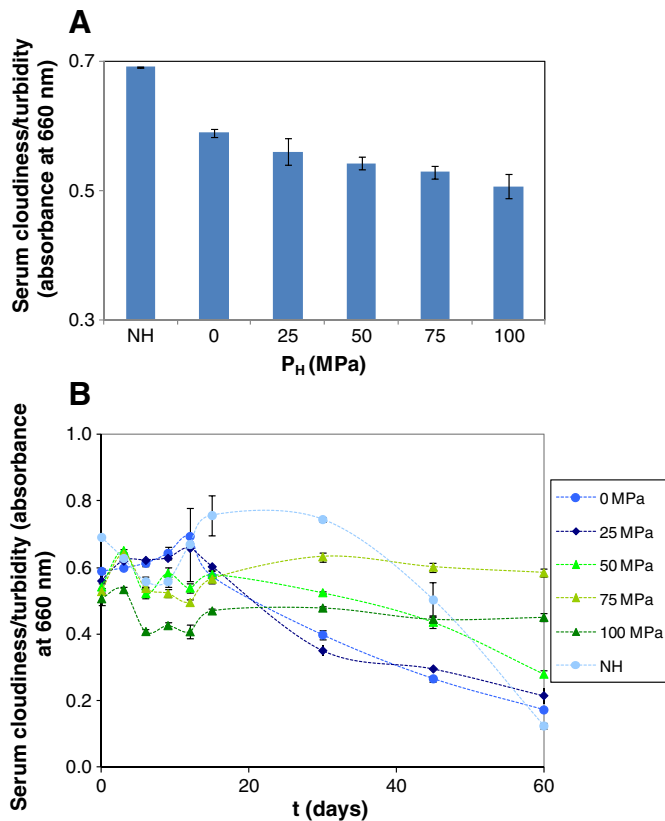 A
Serum cloudiness/turbidity
(absorbance at 660 nm)
0.7
0.5
0.3
NH 0 25 50 75 100
PH (MPa)
B
Serum cloudiness/turbidity (absorbance
at 660 nm)
1.0
0.8
0.6
0.4
0.2
0.0
0 20 40 60
t (days)
0 MPa
25 MPa
50 MPa
75 MPa
100 MPa
NH